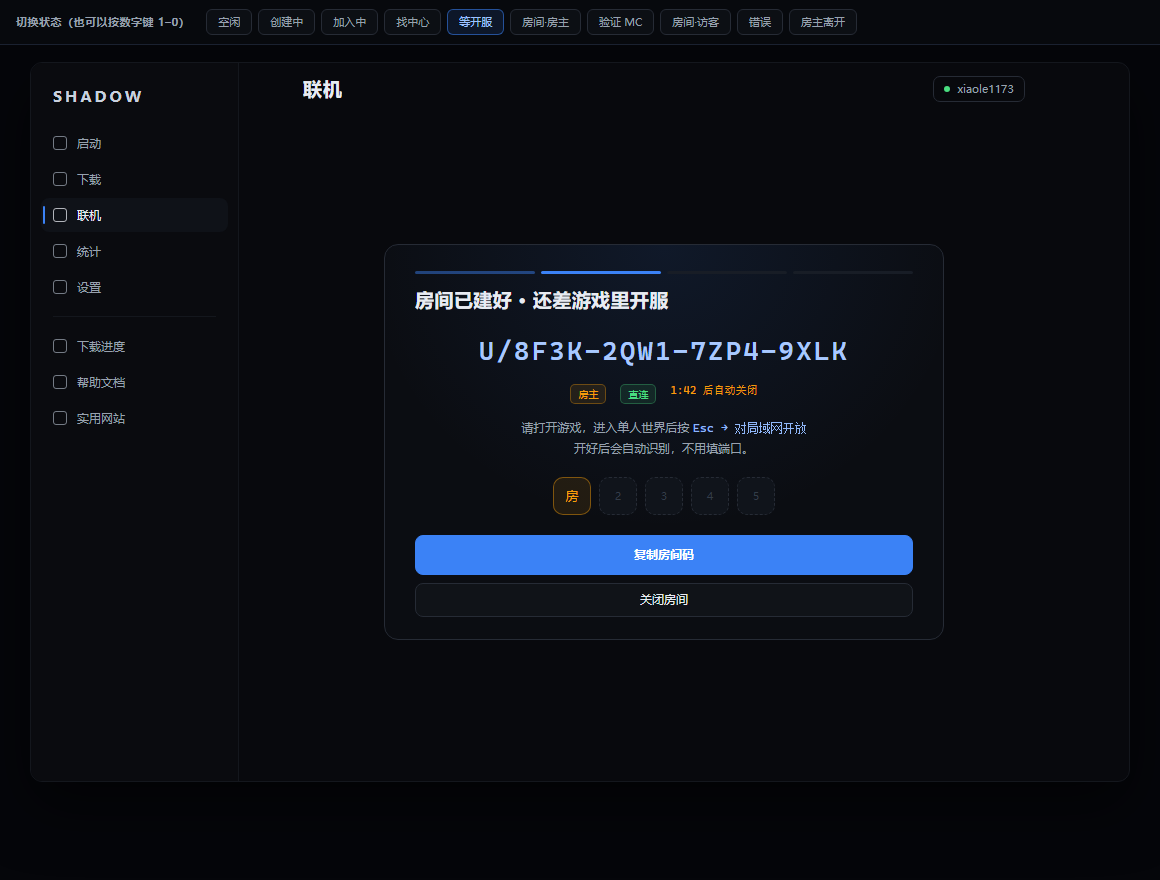 切换状态（也可以按数字键 1–0） 空闲 创建中 加入中 找中心 等开服 房间·房主 验证 MC 房间·访客 错误 房主离开
SHADOW
启动
下载
联机
统计
设置
下载进度
帮助文档
实用网站
联机
xiaole1173
房间已建好 · 还差游戏里开服
U/8F3K-2QW1-7ZP4-9XLK
房主 直连 1:42 后自动关闭
请打开游戏，进入单人世界后按 Esc → 对局域网开放
开好后会自动识别，不用填端口。
房 2 3 4 5
复制房间码
关闭房间